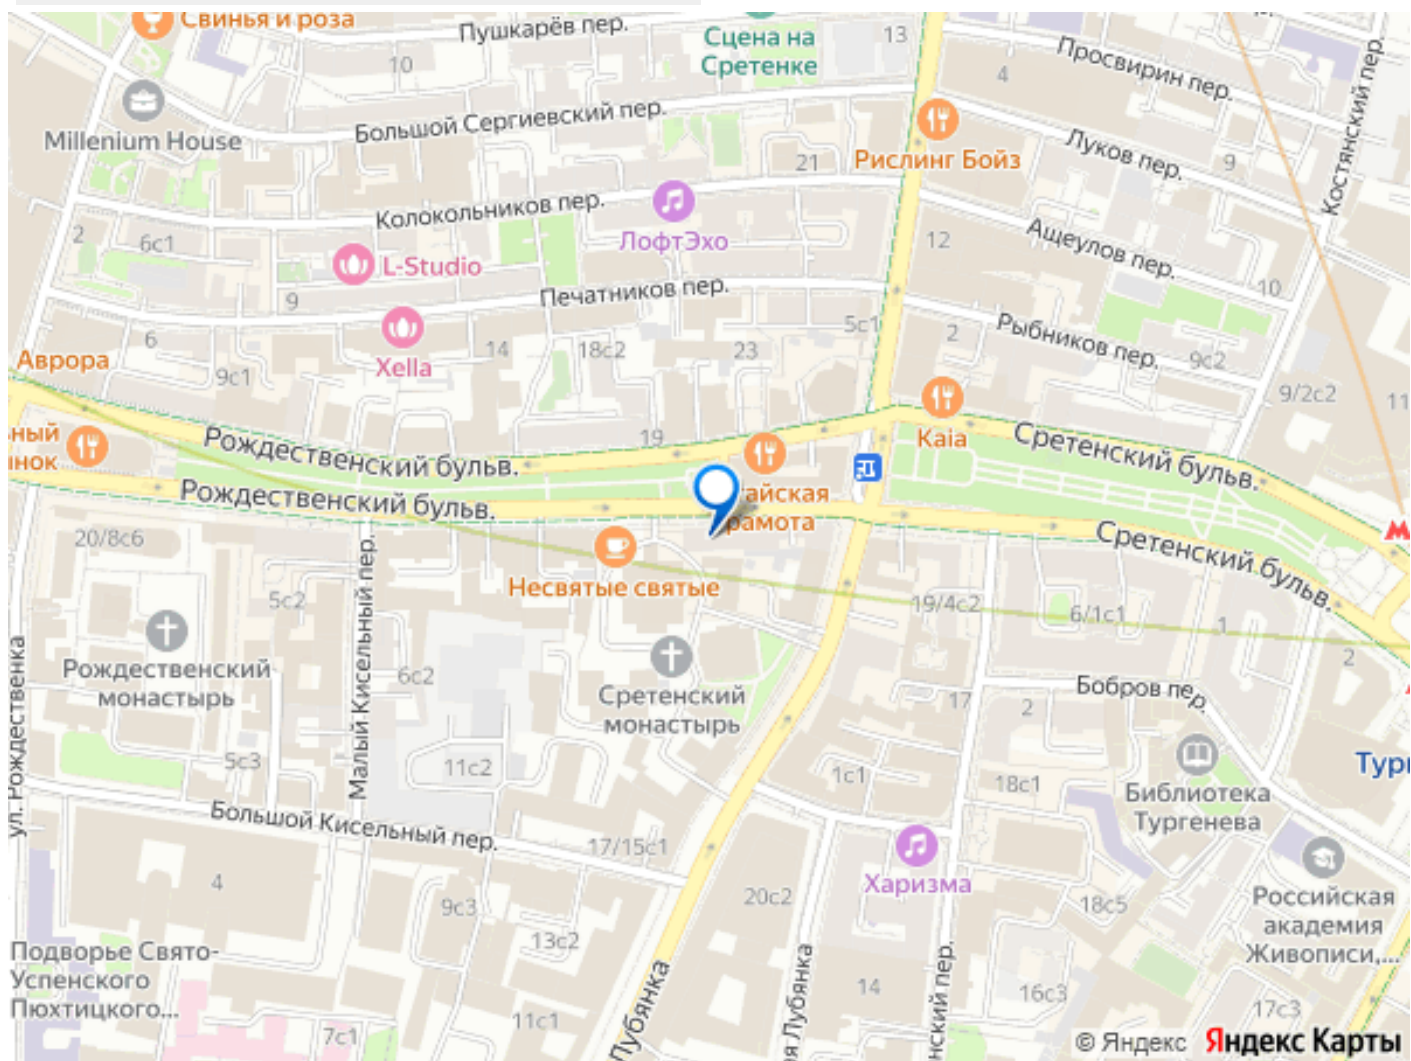 Свинья и роза
Пушкарёв пер.
Сцена на
Сретенке
13
10
4
Просвирин пер.
Костянский пер.
Millenium House
Большой Сергиевский пер.
Рислинг Бойз
Луков пер.
9
21
Колокольников пер.
ЛофтЭхо
2
6с1
L-Studio
12
Ащеулов пер.
10
9
Печатников пер.
Xella
6
Аврора
9с1
14
18с2
23
5с1
2
Рыбников пер.
9с2
9/2с2
11
Kaia
19
Рождественский бульв.
Сретенский бульв.
Рождественский бульв.
Сретенский бульв.
20/8с6
Несвятые святые
5с2
Малый Кисельный пер.
19/4с2
6/1с1
1
2
Рождественский
монастырь
6с2
Сретенский
монастырь
17
2
Бобров пер.
ул. Рождественка
5с3
11с2
1с1
18с1
Библиотека
Тургенева
Большой Кисельный пер.
17/15с1
Харизма
4
9с3
20с2
18с5
Российская
академия
Живописи,...
13с2
Подворье Свято-
Успенского
Пюхтицкого...
14
16с3
17с3
7с1
11с1
Лубянка
Лубянка
© Яндекс Яндекс Карты